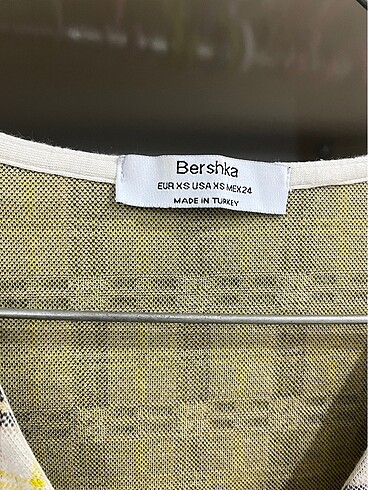 Bershka
EUR XS USA XS MEX 24
MADE IN TURKEY